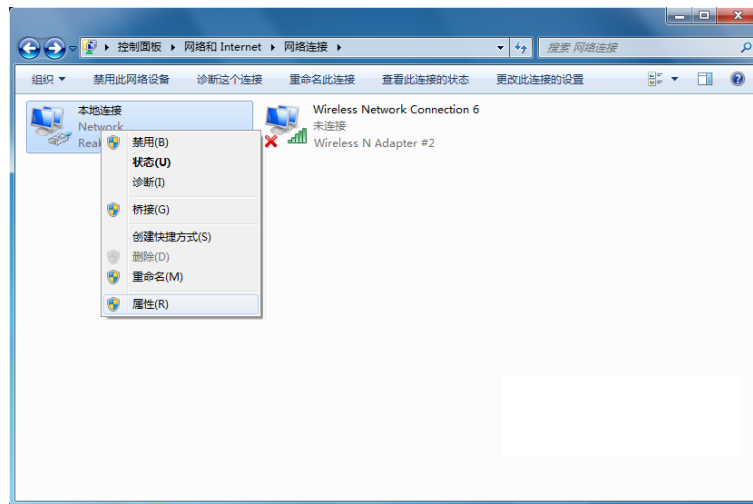 控制面板 ▸ 网络和 Internet ▸ 网络连接 ▸
搜索 网络连接
组织 禁用此网络设备 诊断这个连接 重命名此连接 查看此连接的状态 更改此连接的设置
本地连接
Network
禁用(B)
状态(U)
诊断(I)
桥接(G)
创建快捷方式(S)
删除(D)
重命名(M)
属性(R)
Wireless Network Connection 6
未连接
Wireless N Adapter #2